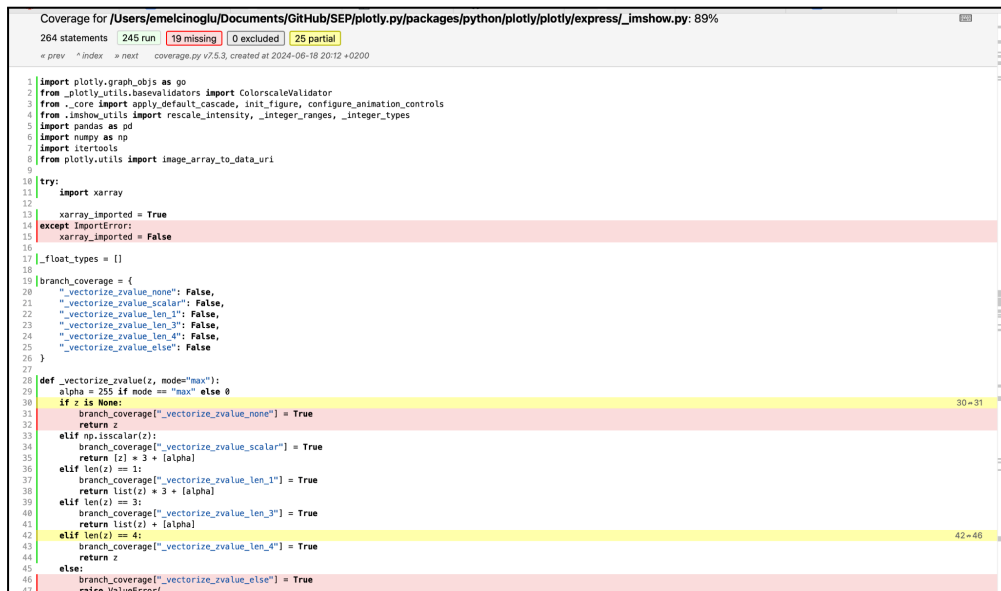 Coverage for /Users/emelcinoglu/Documents/GitHub/SEP/plotly.py/packages/python/plotly/plotly/express/_imshow.py: 89%
264 statements 245 run 19 missing 0 excluded 25 partial
« prev ^ index » next coverage.py v7.5.3, created at 2024-06-18 20:12 +0200
1 import plotly.graph_objs as go
2 from _plotly_utils.basevalidators import ColorscaleValidator
3 from ._core import apply_default_cascade, init_figure, configure_animation_controls
4 from .imshow_utils import rescale_intensity, _integer_ranges, _integer_types
5 import pandas as pd
6 import numpy as np
7 import itertools
8 from plotly.utils import image_array_to_data_uri
9
10 try:
11     import xarray
12
13     xarray_imported = True
14 except ImportError:
15     xarray_imported = False
16
17 _float_types = []
18
19 branch_coverage = {
20     "_vectorize_zvalue_none": False,
21     "_vectorize_zvalue_scalar": False,
22     "_vectorize_zvalue_len_1": False,
23     "_vectorize_zvalue_len_3": False,
24     "_vectorize_zvalue_len_4": False,
25     "_vectorize_zvalue_else": False
26 }
27
28 def _vectorize_zvalue(z, mode="max"):
29     alpha = 255 if mode == "max" else 0
30     if z is None: 30↛31
31         branch_coverage["_vectorize_zvalue_none"] = True
32         return z
33     elif np.isscalar(z):
34         branch_coverage["_vectorize_zvalue_scalar"] = True
35         return [z] * 3 + [alpha]
36     elif len(z) == 1:
37         branch_coverage["_vectorize_zvalue_len_1"] = True
38         return list(z) * 3 + [alpha]
39     elif len(z) == 3:
40         branch_coverage["_vectorize_zvalue_len_3"] = True
41         return list(z) + [alpha]
42     elif len(z) == 4: 42↛46
43         branch_coverage["_vectorize_zvalue_len_4"] = True
44         return z
45     else:
46         branch_coverage["_vectorize_zvalue_else"] = True
47         raise ValueError(